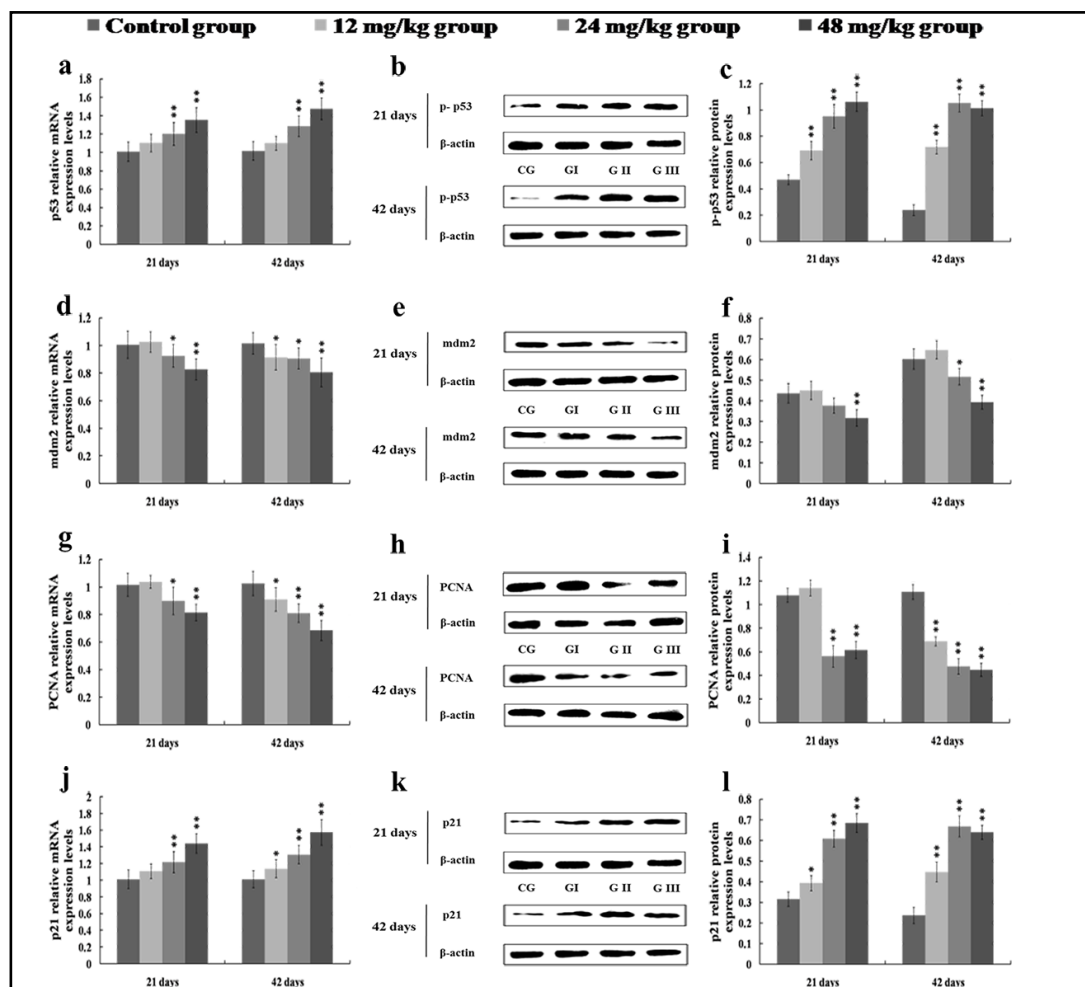 Control group 12 mg/kg group 24 mg/kg group 48 mg/kg group
a
p53 relative mRNA
expression levels
1.8
1.6
1.4
1.2
1
0.8
0.6
0.4
0.2
0
** ** ** **
21 days 42 days
b
21 days
p- p53
β-actin
CG GI G II G III
42 days
p-p53
β-actin
c
p-p53 relative protein
expression levels
1.2
1
0.8
0.6
0.4
0.2
0
** ** ** ** ** **
21 days 42 days
d
mdm2 relative mRNA
expression levels
1.2
1
0.8
0.6
0.4
0.2
0
* ** * * **
21 days 42 days
e
21 days
mdm2
β-actin
CG GI G II G III
42 days
mdm2
β-actin
f
mdm2 relative protein
expression levels
0.8
0.7
0.6
0.5
0.4
0.3
0.2
0.1
0
** * **
21 days 42 days
g
PCNA relative mRNA
expression levels
1.2
1
0.8
0.6
0.4
0.2
0
* ** * ** **
21 days 42 days
h
21 days
PCNA
β-actin
CG GI G II G III
42 days
PCNA
β-actin
i
PCNA relative protein
expression levels
1.4
1.2
1
0.8
0.6
0.4
0.2
0
** ** ** ** **
21 days 42 days
j
p21 relative mRNA
expression levels
2
1.8
1.6
1.4
1.2
1
0.8
0.6
0.4
0.2
0
** ** * ** **
21 days 42 days
k
21 days
p21
β-actin
CG GI G II G III
42 days
p21
β-actin
l
p21 relative protein
expression levels
0.8
0.7
0.6
0.5
0.4
0.3
0.2
0.1
0
* ** ** ** ** **
21 days 42 days